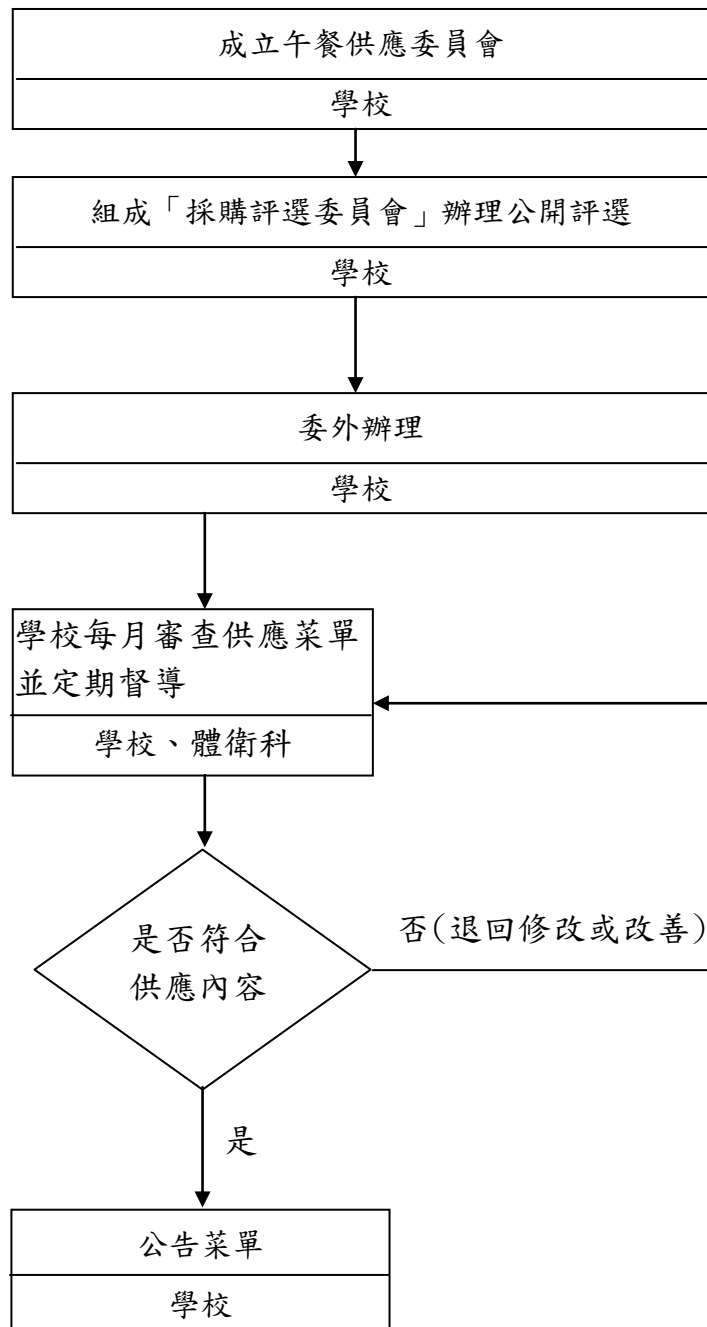 成立午餐供應委員會
學校
組成「採購評選委員會」辦理公開評選
學校
委外辦理
學校
學校每月審查供應菜單
並定期督導
學校、體衛科
是否符合
供應內容
否(退回修改或改善)
是
公告菜單
學校